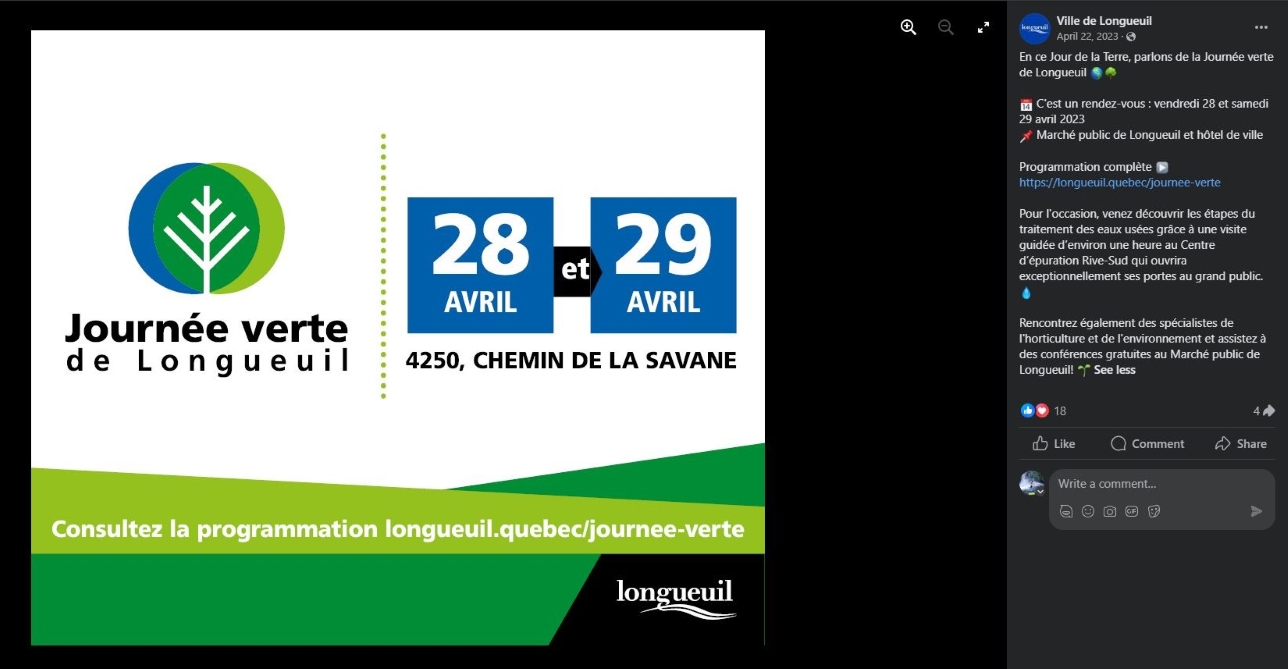 Journée verte
de Longueuil
28
AVRIL
et
29
AVRIL
4250, CHEMIN DE LA SAVANE
Consultez la programmation longueuil.quebec/journee-verte
longueuil
longueuil
Ville de Longueuil
April 22, 2023 ·
En ce Jour de la Terre, parlons de la Journée verte
de Longueuil 🌎🌳
📅 C'est un rendez-vous : vendredi 28 et samedi
29 avril 2023
📌 Marché public de Longueuil et hôtel de ville
Programmation complète ▶️
https://longueuil.quebec/journee-verte
Pour l'occasion, venez découvrir les étapes du
traitement des eaux usées grâce à une visite
guidée d'environ une heure au Centre
d'épuration Rive-Sud qui ouvrira
exceptionnellement ses portes au grand public.
💧
Rencontrez également des spécialistes de
l'horticulture et de l'environnement et assistez à
des conférences gratuites au Marché public de
Longueuil! 🌱 See less
18
4
Like Comment Share
Write a comment...
GIF